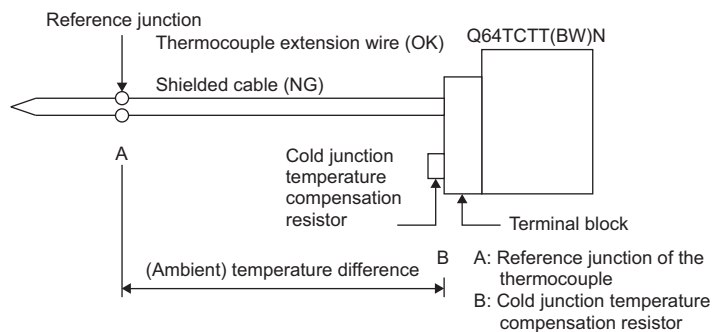 Reference junction
Thermocouple extension wire (OK)
Q64TCTT(BW)N
Shielded cable (NG)
A
Cold junction
temperature
compensation
resistor
Terminal block
(Ambient) temperature difference
B
A: Reference junction of the
thermocouple
B: Cold junction temperature
compensation resistor